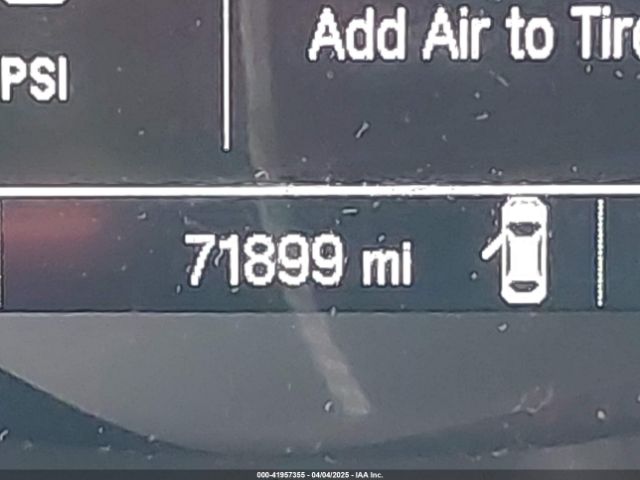 Add Air to Tire
PSI
71899 mi
000-41957355 - 04/04/2025 - IAA Inc.